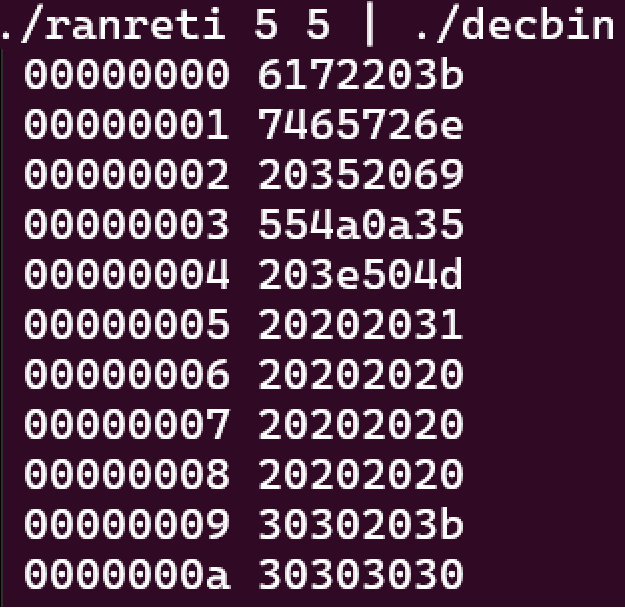 ./ranreti 5 5 | ./decbin
00000000 6172203b
00000001 7465726e
00000002 20352069
00000003 554a0a35
00000004 203e504d
00000005 20202031
00000006 20202020
00000007 20202020
00000008 20202020
00000009 3030203b
0000000a 30303030